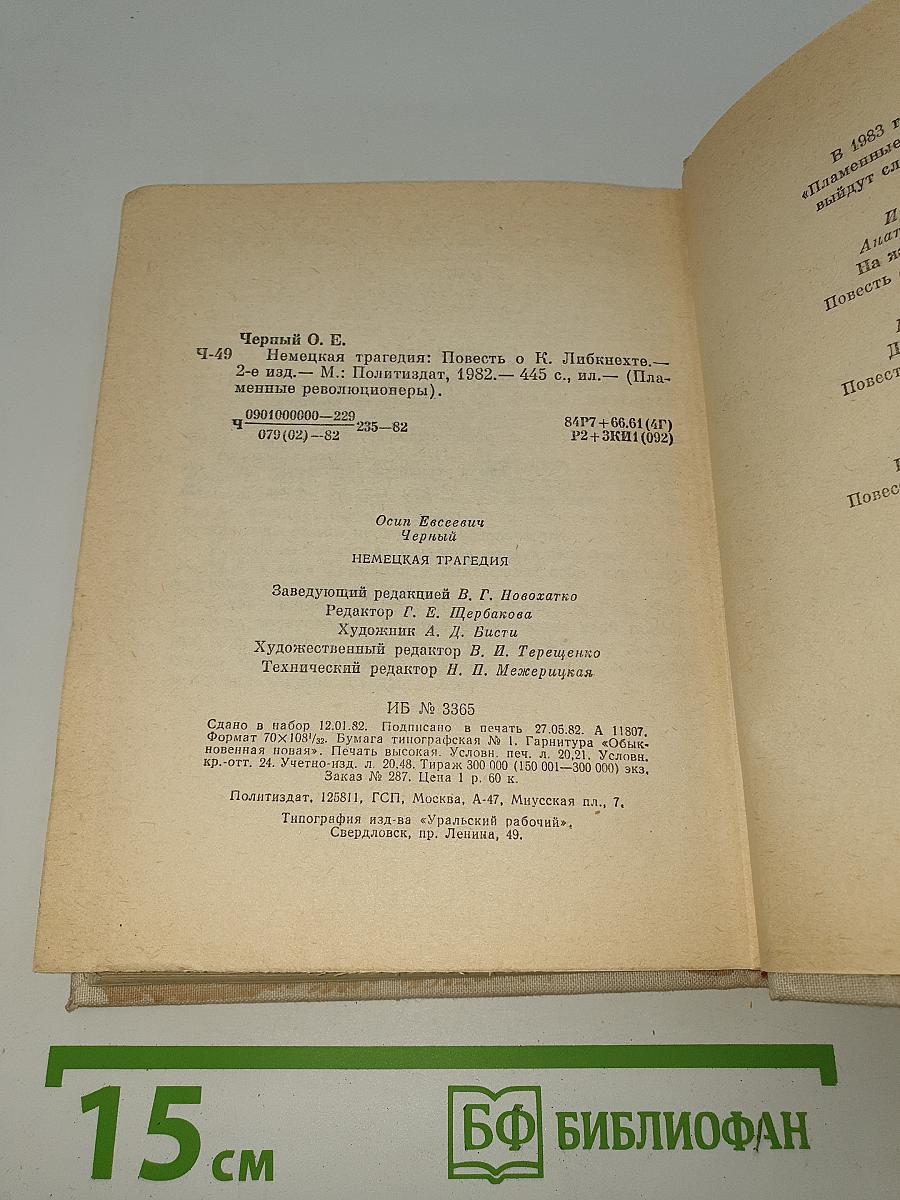 Черный О. Е.
Ч-49 Немецкая трагедия: Повесть о К. Либкнехте.—
2-е изд.— М.: Политиздат, 1982.— 445 с., ил.— (Пла-
менные революционеры).
Ч 0901000000—229 235—82
079(02)—82
84Р7+66.61(4Г)
Р2+3КИ1(092)
Осип Евсеевич
Черный
НЕМЕЦКАЯ ТРАГЕДИЯ
Заведующий редакцией В. Г. Новохатко
Редактор Г. Е. Щербакова
Художник А. Д. Бисти
Художественный редактор В. И. Терещенко
Технический редактор Н. П. Межерицкая
ИБ № 3365
Сдано в набор 12.01.82. Подписано в печать 27.05.82. А 11807.
Формат 70×108¹/₃₂. Бумага типографская № 1. Гарнитура «Обык-
новенная новая». Печать высокая. Условн. печ. л. 20,21. Условн.
кр.-отт. 24. Учетно-изд. л. 20,48. Тираж 300 000 (150 001—300 000) экз.
Заказ № 287. Цена 1 р. 60 к.
Политиздат, 125811, ГСП, Москва, А-47, Миусская пл., 7.
Типография изд-ва «Уральский рабочий»,
Свердловск, пр. Ленина, 49.
В 1983 г
«Пламенные
выйдут сл
Анат
На яз
Повесть
Д
Повест
Повес
15 см
БФ БИБЛИОФАН